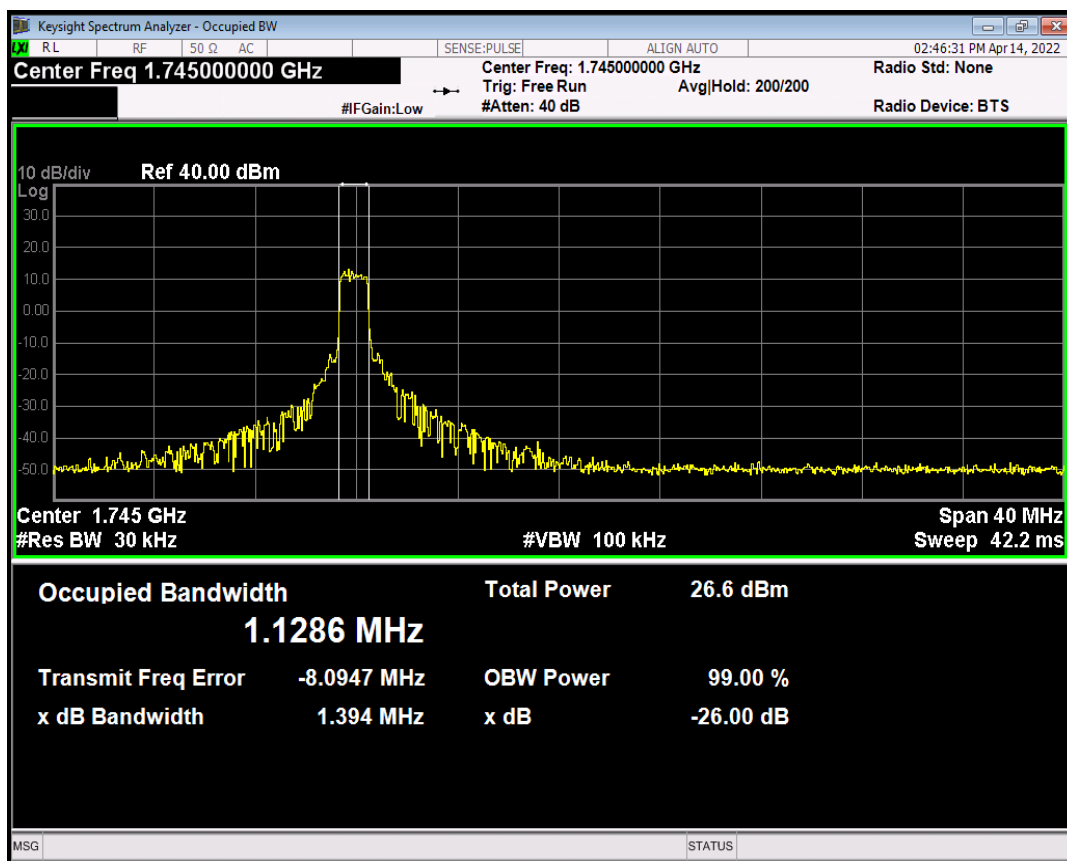 Keysight Spectrum Analyzer - Occupied BW
LXI RL RF 50 Ω AC SENSE:PULSE ALIGN AUTO 02:46:31 PM Apr 14, 2022
Center Freq 1.745000000 GHz
Center Freq: 1.745000000 GHz
Radio Std: None
Trig: Free Run Avg|Hold: 200/200
#IFGain:Low #Atten: 40 dB Radio Device: BTS
10 dB/div Ref 40.00 dBm
Log
30.0
20.0
10.0
0.00
-10.0
-20.0
-30.0
-40.0
-50.0
Center 1.745 GHz Span 40 MHz
#Res BW 30 kHz #VBW 100 kHz Sweep 42.2 ms
Occupied Bandwidth Total Power 26.6 dBm
1.1286 MHz
Transmit Freq Error -8.0947 MHz OBW Power 99.00 %
x dB Bandwidth 1.394 MHz x dB -26.00 dB
MSG STATUS